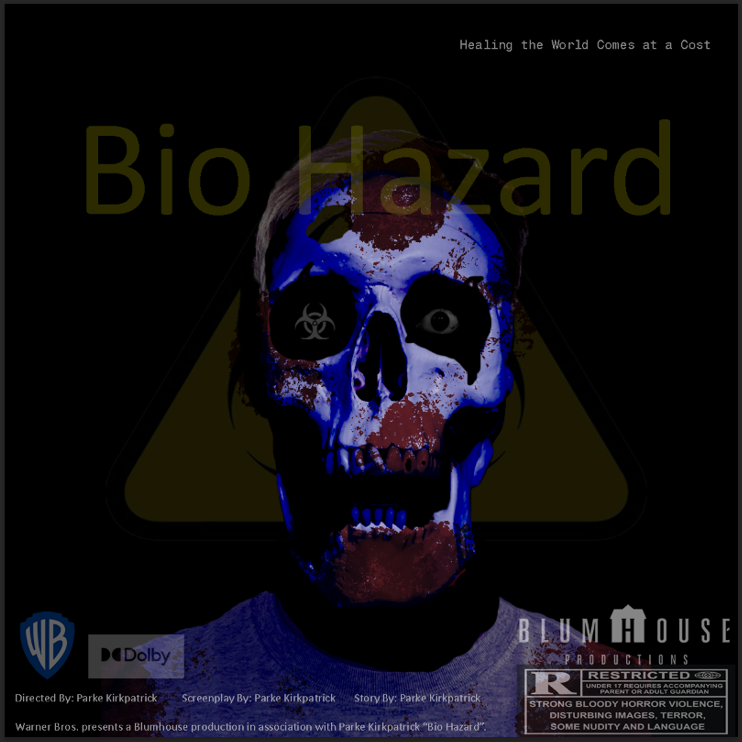 Healing the World Comes at a Cost
Bio Hazard
WB
Dolby
BLUMHOUSE
PRODUCTIONS
R RESTRICTED
UNDER 17 REQUIRES ACCOMPANYING
PARENT OR ADULT GUARDIAN
STRONG BLOODY HORROR VIOLENCE,
DISTURBING IMAGES, TERROR,
SOME NUDITY AND LANGUAGE
Directed By: Parke Kirkpatrick Screenplay By: Parke Kirkpatrick Story By: Parke Kirkpatrick
Warner Bros. presents a Blumhouse production in association with Parke Kirkpatrick “Bio Hazard”.